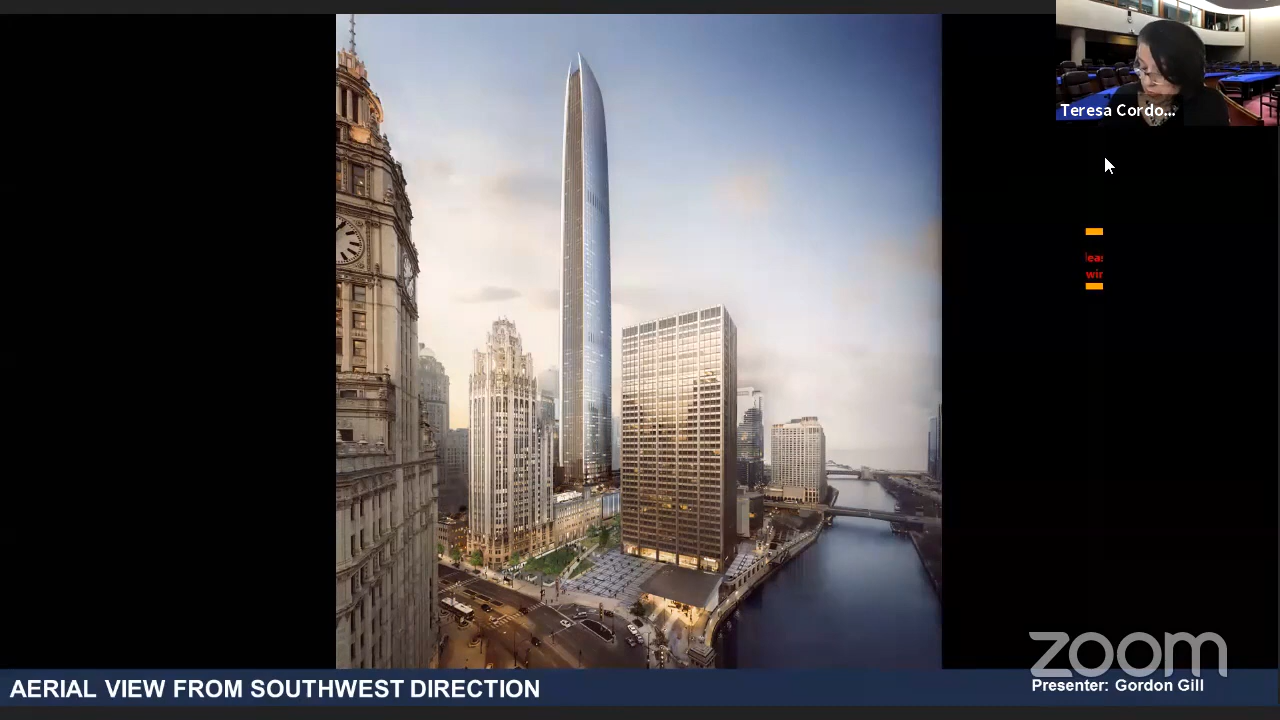 Teresa Cordo...
AERIAL VIEW FROM SOUTHWEST DIRECTION
zoom
Presenter: Gordon Gill